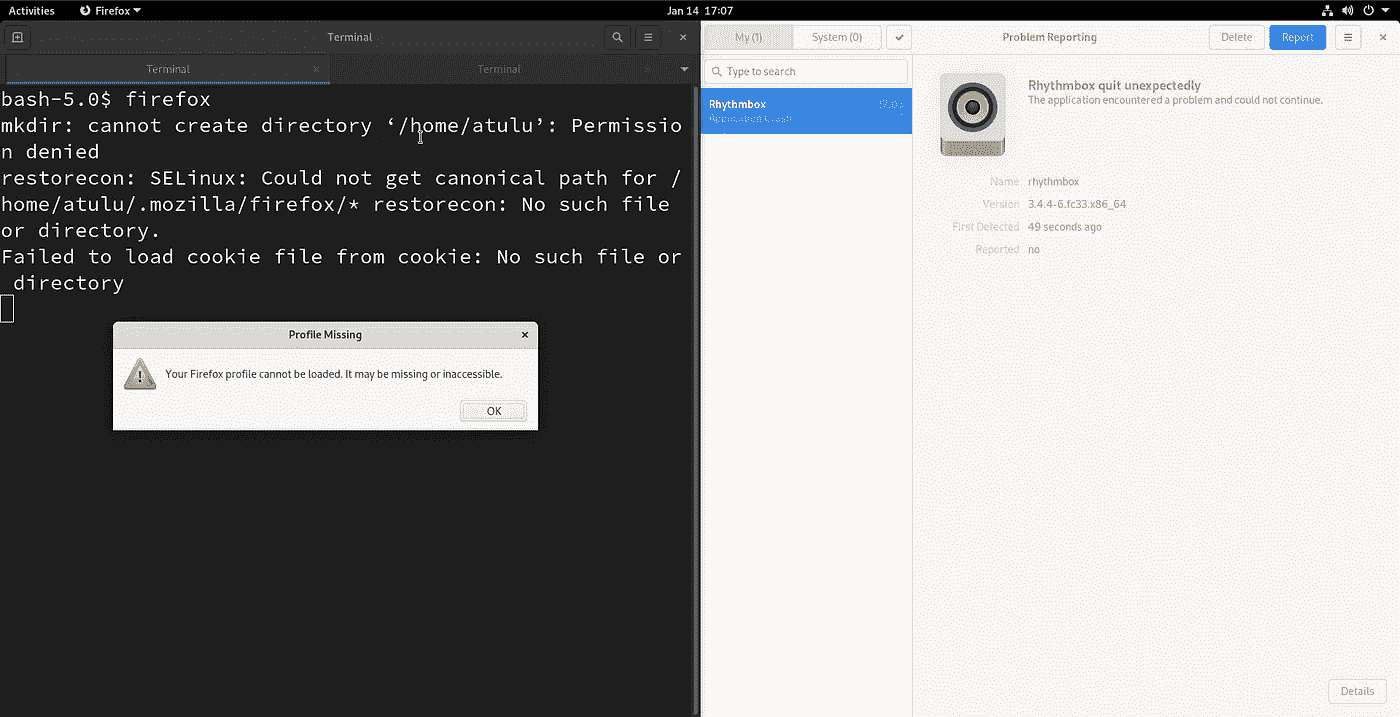 Activities Firefox Jan 14 17:07
Terminal
Terminal Terminal
bash-5.0$ firefox
mkdir: cannot create directory ‘/home/atulu’: Permissio
n denied
restorecon: SELinux: Could not get canonical path for /
home/atulu/.mozilla/firefox/* restorecon: No such file
or directory.
Failed to load cookie file from cookie: No such file or
 directory
Profile Missing
Your Firefox profile cannot be loaded. It may be missing or inaccessible.
OK
My (1) System (0) Problem Reporting Delete Report
Type to search
Rhythmbox 17:0
Application Crash
Rhythmbox quit unexpectedly
The application encountered a problem and could not continue.
Name rhythmbox
Version 3.4.4-6.fc33.x86_64
First Detected 49 seconds ago
Reported no
Details